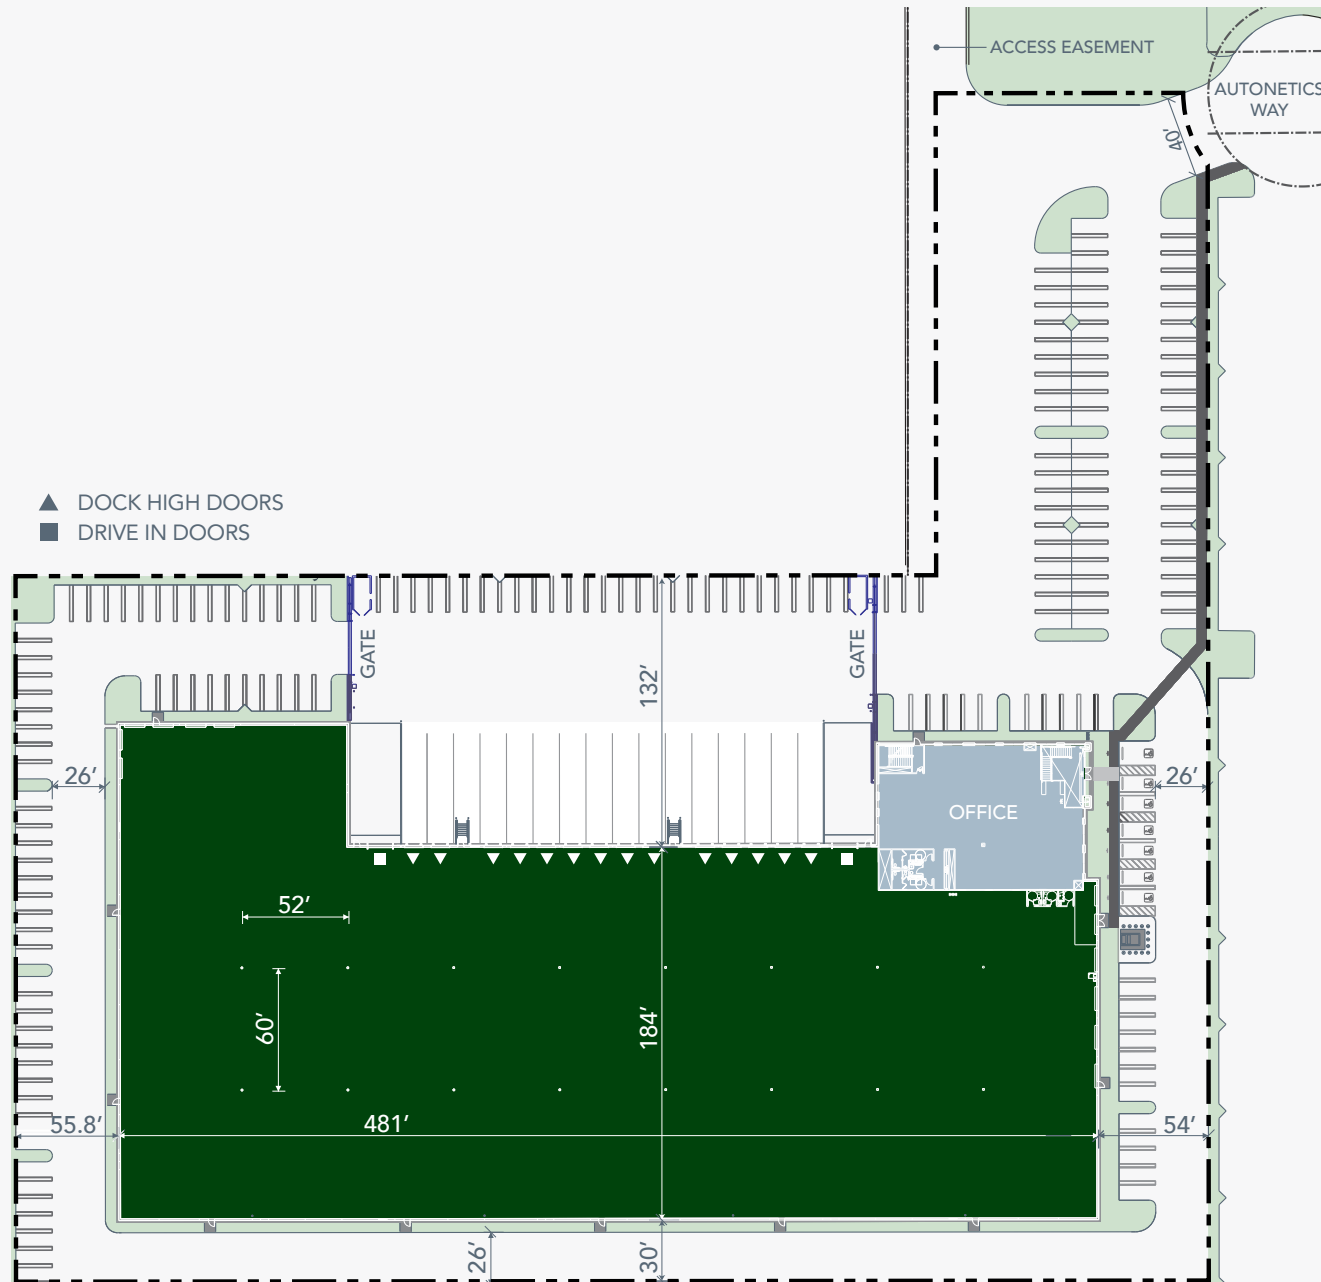 ACCESS EASEMENT
AUTONETICS
WAY
40'
DOCK HIGH DOORS
DRIVE IN DOORS
GATE
GATE
132'
26'
26'
OFFICE
52'
60'
184'
55.8'
481'
54'
26'
30'